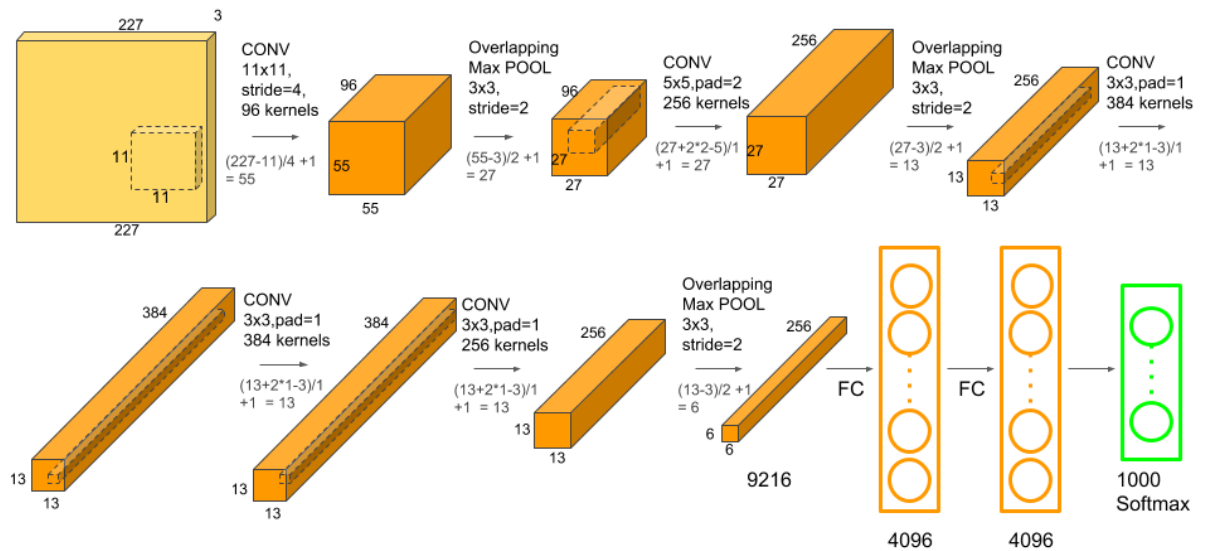 227
3
CONV
11x11,
stride=4,
96 kernels
(227-11)/4 +1
= 55
11
11
227
96
55
55
Overlapping
Max POOL
3x3,
stride=2
(55-3)/2 +1
= 27
96
27
27
CONV
5x5,pad=2
256 kernels
(27+2*2-5)/1
+1 = 27
256
27
27
Overlapping
Max POOL
3x3,
stride=2
(27-3)/2 +1
= 13
256
13
13
CONV
3x3,pad=1
384 kernels
(13+2*1-3)/1
+1 = 13
384
13
13
CONV
3x3,pad=1
384 kernels
(13+2*1-3)/1
+1 = 13
384
13
13
CONV
3x3,pad=1
256 kernels
(13+2*1-3)/1
+1 = 13
256
13
13
Overlapping
Max POOL
3x3,
stride=2
(13-3)/2 +1
= 6
256
6
6
9216
FC
4096
FC
4096
1000
Softmax